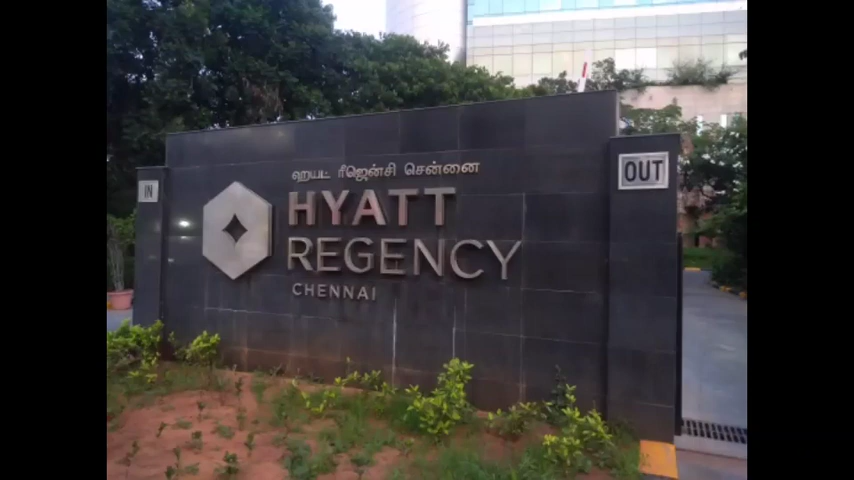 IN
ஹயட் ரீஜென்சி சென்னை
HYATT
REGENCY
CHENNAI
OUT